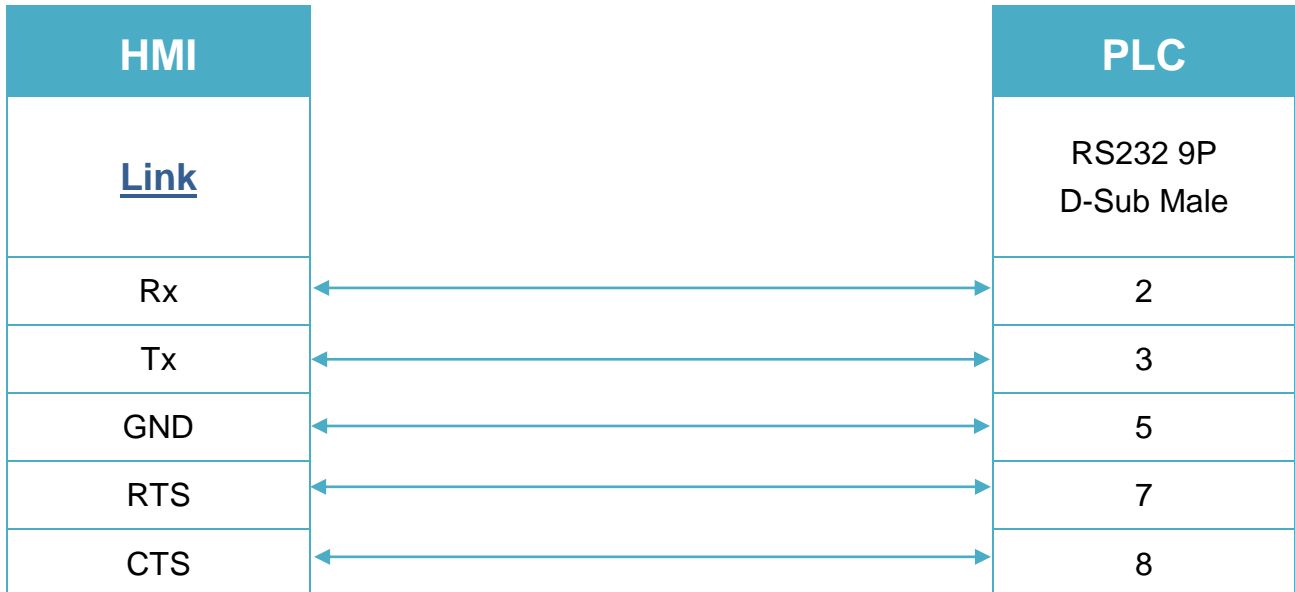 HMI
PLC
Link
RS232 9P
D-Sub Male
Rx
2
Tx
3
GND
5
RTS
7
CTS
8